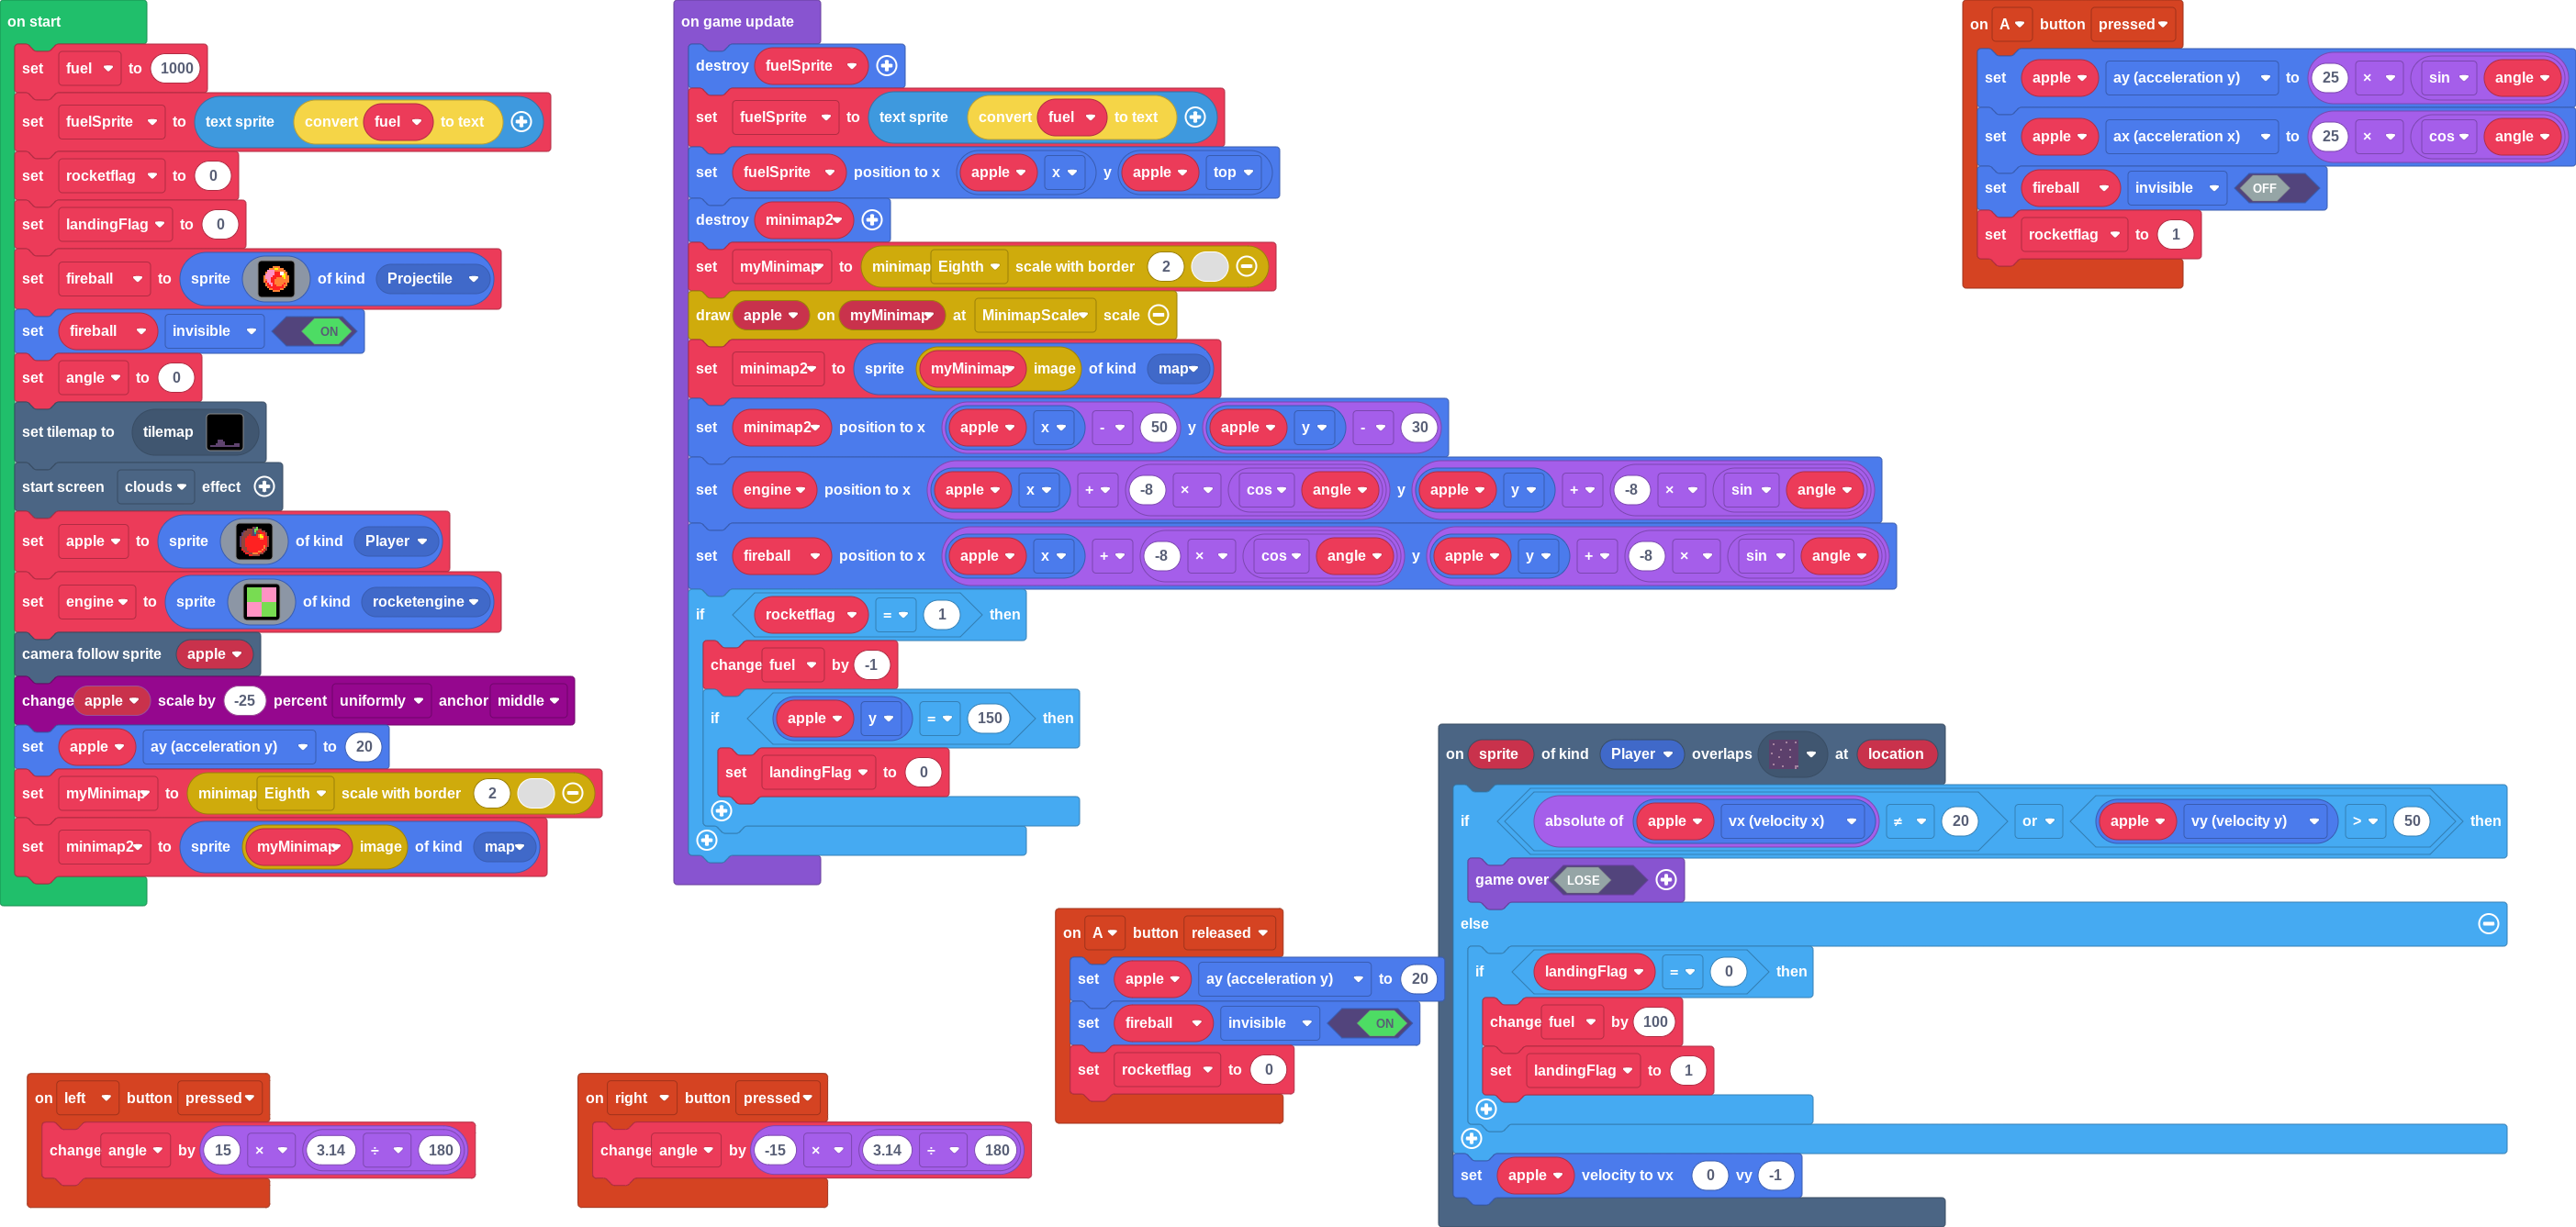 on start
set fuel to 1000
set fuelSprite to text sprite convert fuel to text
set rocketflag to 0
set landingFlag to 0
set fireball to sprite of kind Projectile
set fireball invisible ON
set angle to 0
set tilemap to tilemap
start screen clouds effect
set apple to sprite of kind Player
set engine to sprite of kind rocketengine
camera follow sprite apple
change apple scale by -25 percent uniformly anchor middle
set apple ay (acceleration y) to 20
set myMinimap to minimap Eighth scale with border 2
set minimap2 to sprite myMinimap image of kind map
on game update
destroy fuelSprite
set fuelSprite to text sprite convert fuel to text
set fuelSprite position to x apple x y apple top
destroy minimap2
set myMinimap to minimap Eighth scale with border 2
draw apple on myMinimap at MinimapScale scale
set minimap2 to sprite myMinimap image of kind map
set minimap2 position to x apple x - 50 y apple y - 30
set engine position to x apple x + -8 × cos angle y apple y + -8 × sin angle
set fireball position to x apple x + -8 × cos angle y apple y + -8 × sin angle
if rocketflag = 1 then
change fuel by -1
if apple y = 150 then
set landingFlag to 0
on A button pressed
set apple ay (acceleration y) to 25 × sin angle
set apple ax (acceleration x) to 25 × cos angle
set fireball invisible OFF
set rocketflag to 1
on sprite of kind Player overlaps at location
if absolute of apple vx (velocity x) ≠ 20 or apple vy (velocity y) > 50 then
game over LOSE
else
if landingFlag = 0 then
change fuel by 100
set landingFlag to 1
set apple velocity to vx 0 vy -1
on A button released
set apple ay (acceleration y) to 20
set fireball invisible ON
set rocketflag to 0
on left button pressed
change angle by 15 × 3.14 ÷ 180
on right button pressed
change angle by -15 × 3.14 ÷ 180